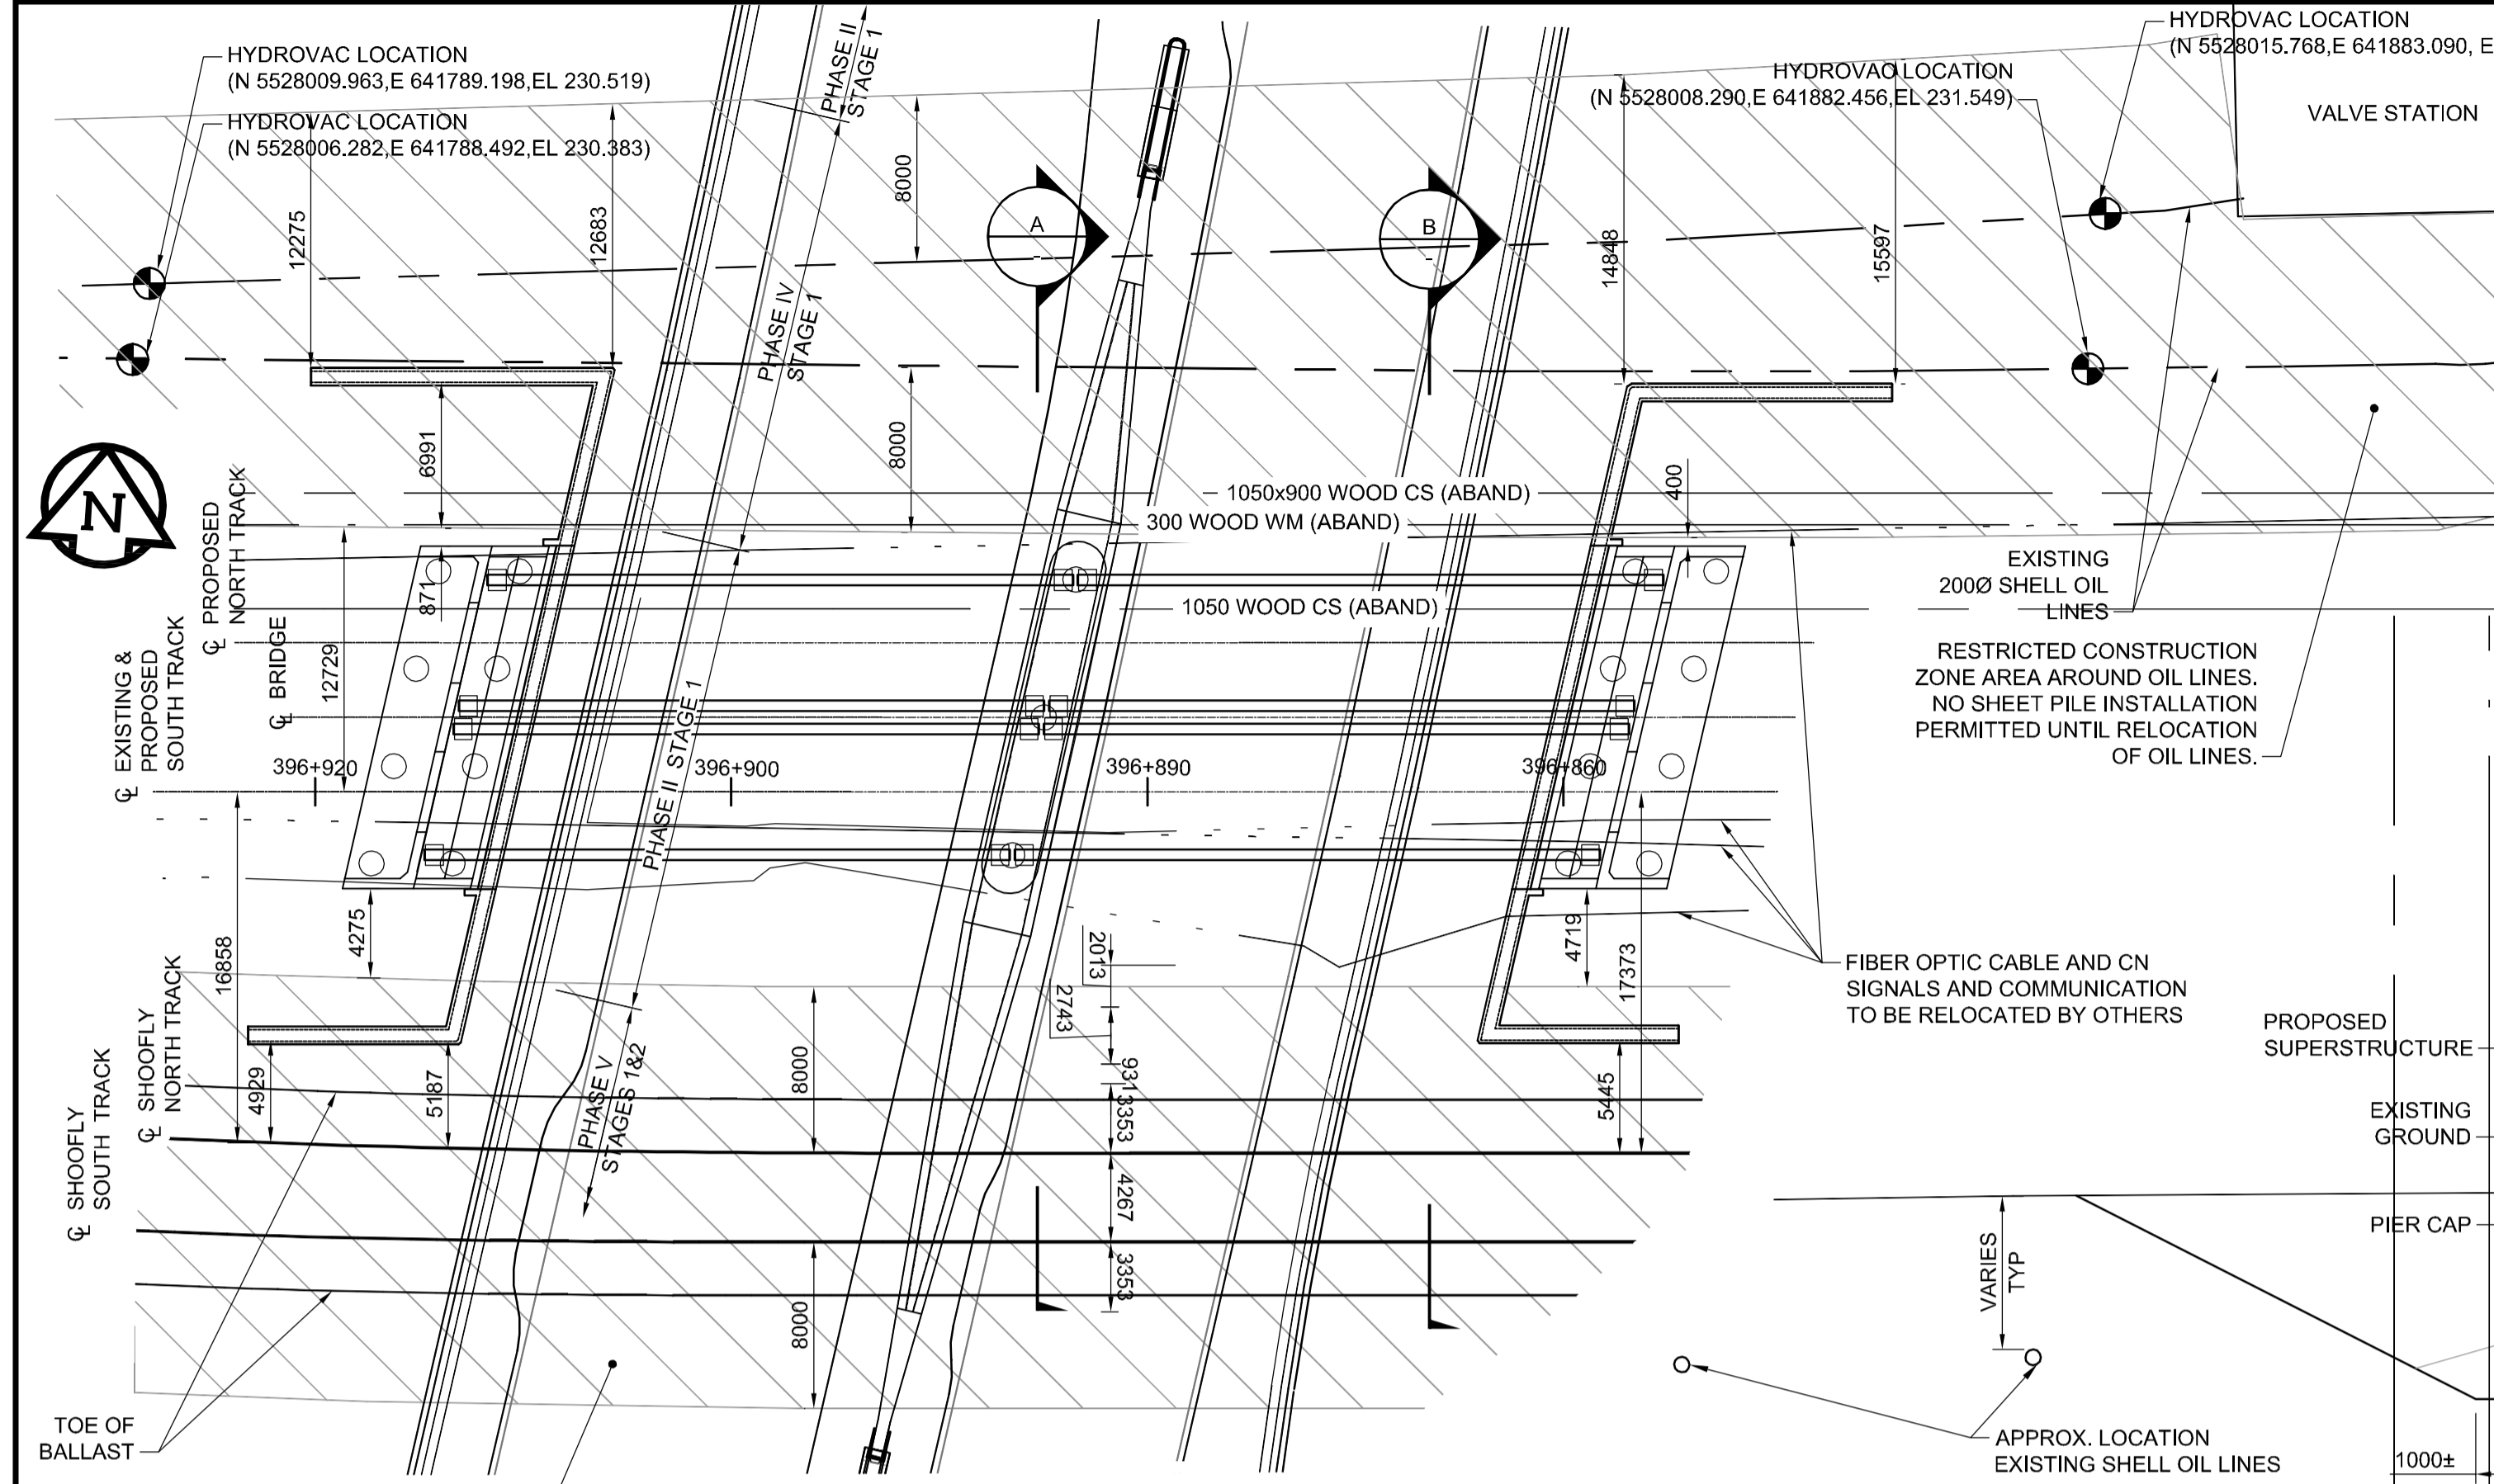 HYDROVAC LOCATION
(N 5528009.963,E 641789.198,EL 230.519)
HYDROVAC LOCATION
(N 5528006.282,E 641788.492,EL 230.383)
PHASE II
STAGE 1
HYDROVAC LOCATION
(N 5528015.768,E 641883.090, E
HYDROVAC LOCATION
(N 5528008.290,E 641882.456,EL 231.549)
VALVE STATION
12275
12683
8000
A
-
B
-
14848
15597
PHASE IV
STAGE 1
N
6991
8000
400
1050x900 WOOD CS (ABAND)
300 WOOD WM (ABAND)
1050 WOOD CS (ABAND)
871
12729
℄ PROPOSED
NORTH TRACK
℄ BRIDGE
℄ EXISTING &
PROPOSED
SOUTH TRACK
EXISTING
200Ø SHELL OIL
LINES
RESTRICTED CONSTRUCTION
ZONE AREA AROUND OIL LINES.
NO SHEET PILE INSTALLATION
PERMITTED UNTIL RELOCATION
OF OIL LINES.
396+920
396+900
396+890
396+860
PHASE II STAGE 1
4275
16858
2013
2743
931
3353
4267
3353
4719
17373
5445
FIBER OPTIC CABLE AND CN
SIGNALS AND COMMUNICATION
TO BE RELOCATED BY OTHERS
℄ SHOOFLY
NORTH TRACK
℄ SHOOFLY
SOUTH TRACK
4929
5187
PHASE V
STAGES 1&2
8000
8000
PROPOSED
SUPERSTRUCTURE
EXISTING
GROUND
PIER CAP
VARIES
TYP
TOE OF
BALLAST
APPROX. LOCATION
EXISTING SHELL OIL LINES
1000±